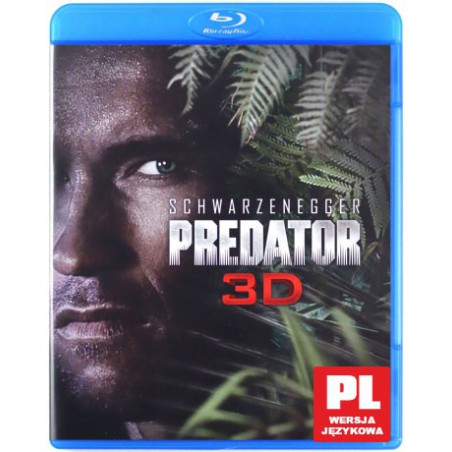 Blu-ray Disc
SCHWARZENEGGER
PREDATOR
3D
PL
WERSJA
JĘZYKOWA